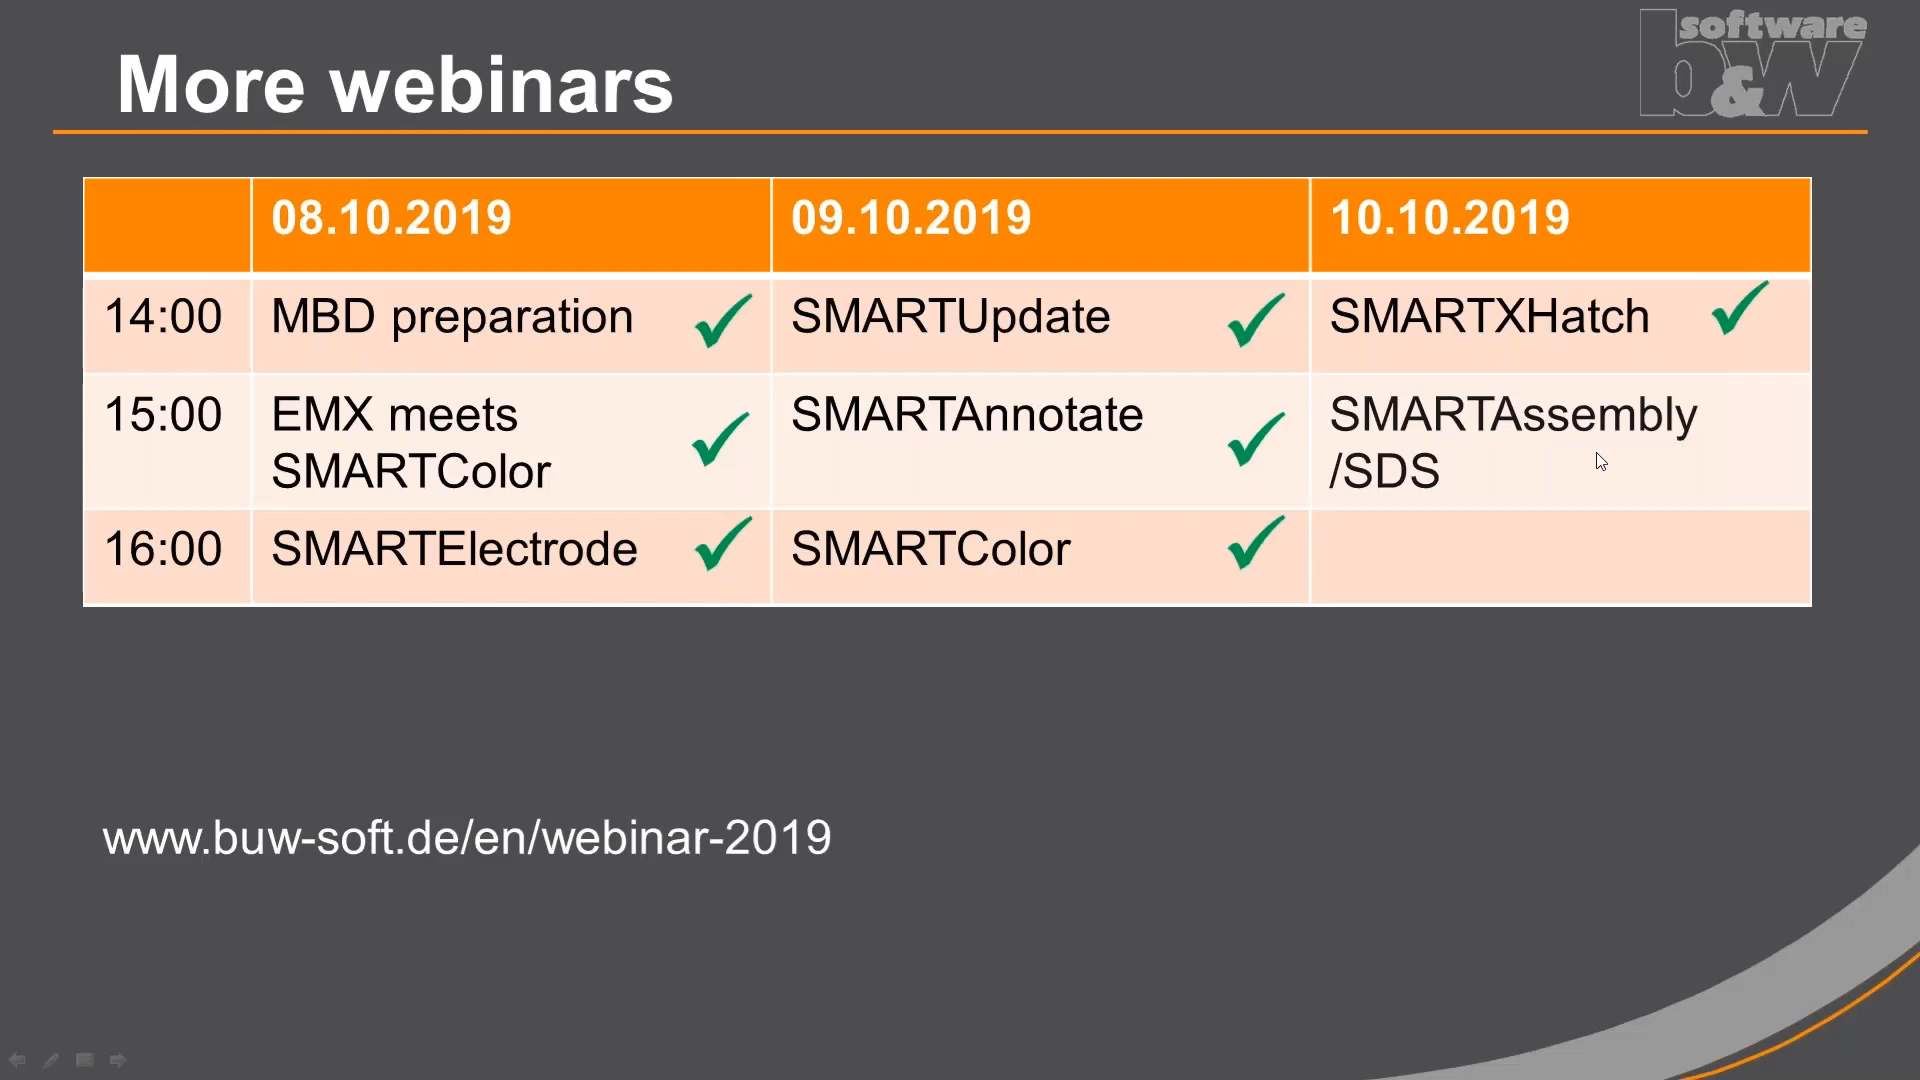 More webinars
software
b&w
08.10.2019 09.10.2019 10.10.2019
14:00 MBD preparation SMARTUpdate SMARTXHatch
15:00 EMX meets SMARTAnnotate SMARTAssembly
SMARTColor /SDS
16:00 SMARTElectrode SMARTColor
www.buw-soft.de/en/webinar-2019